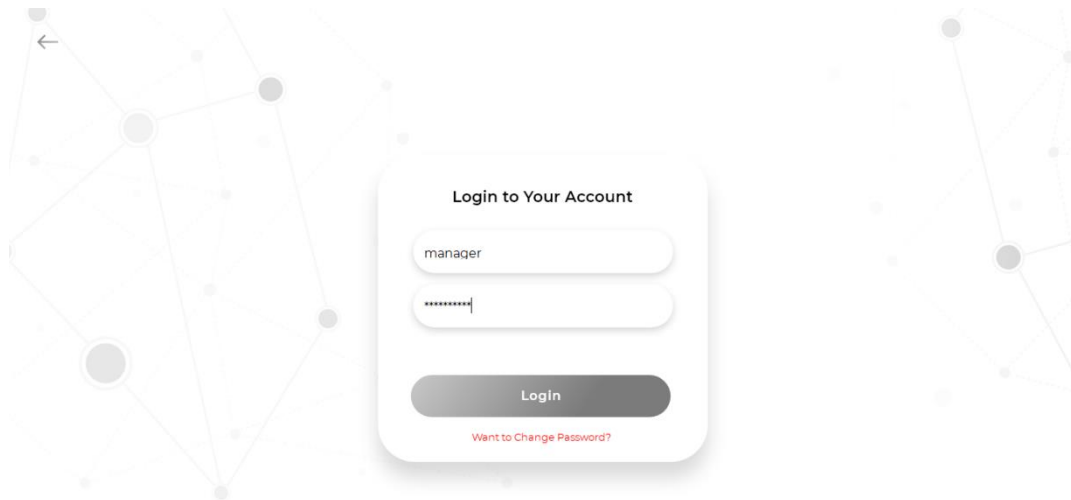 Login to Your Account
manager
**********
Login
Want to Change Password?